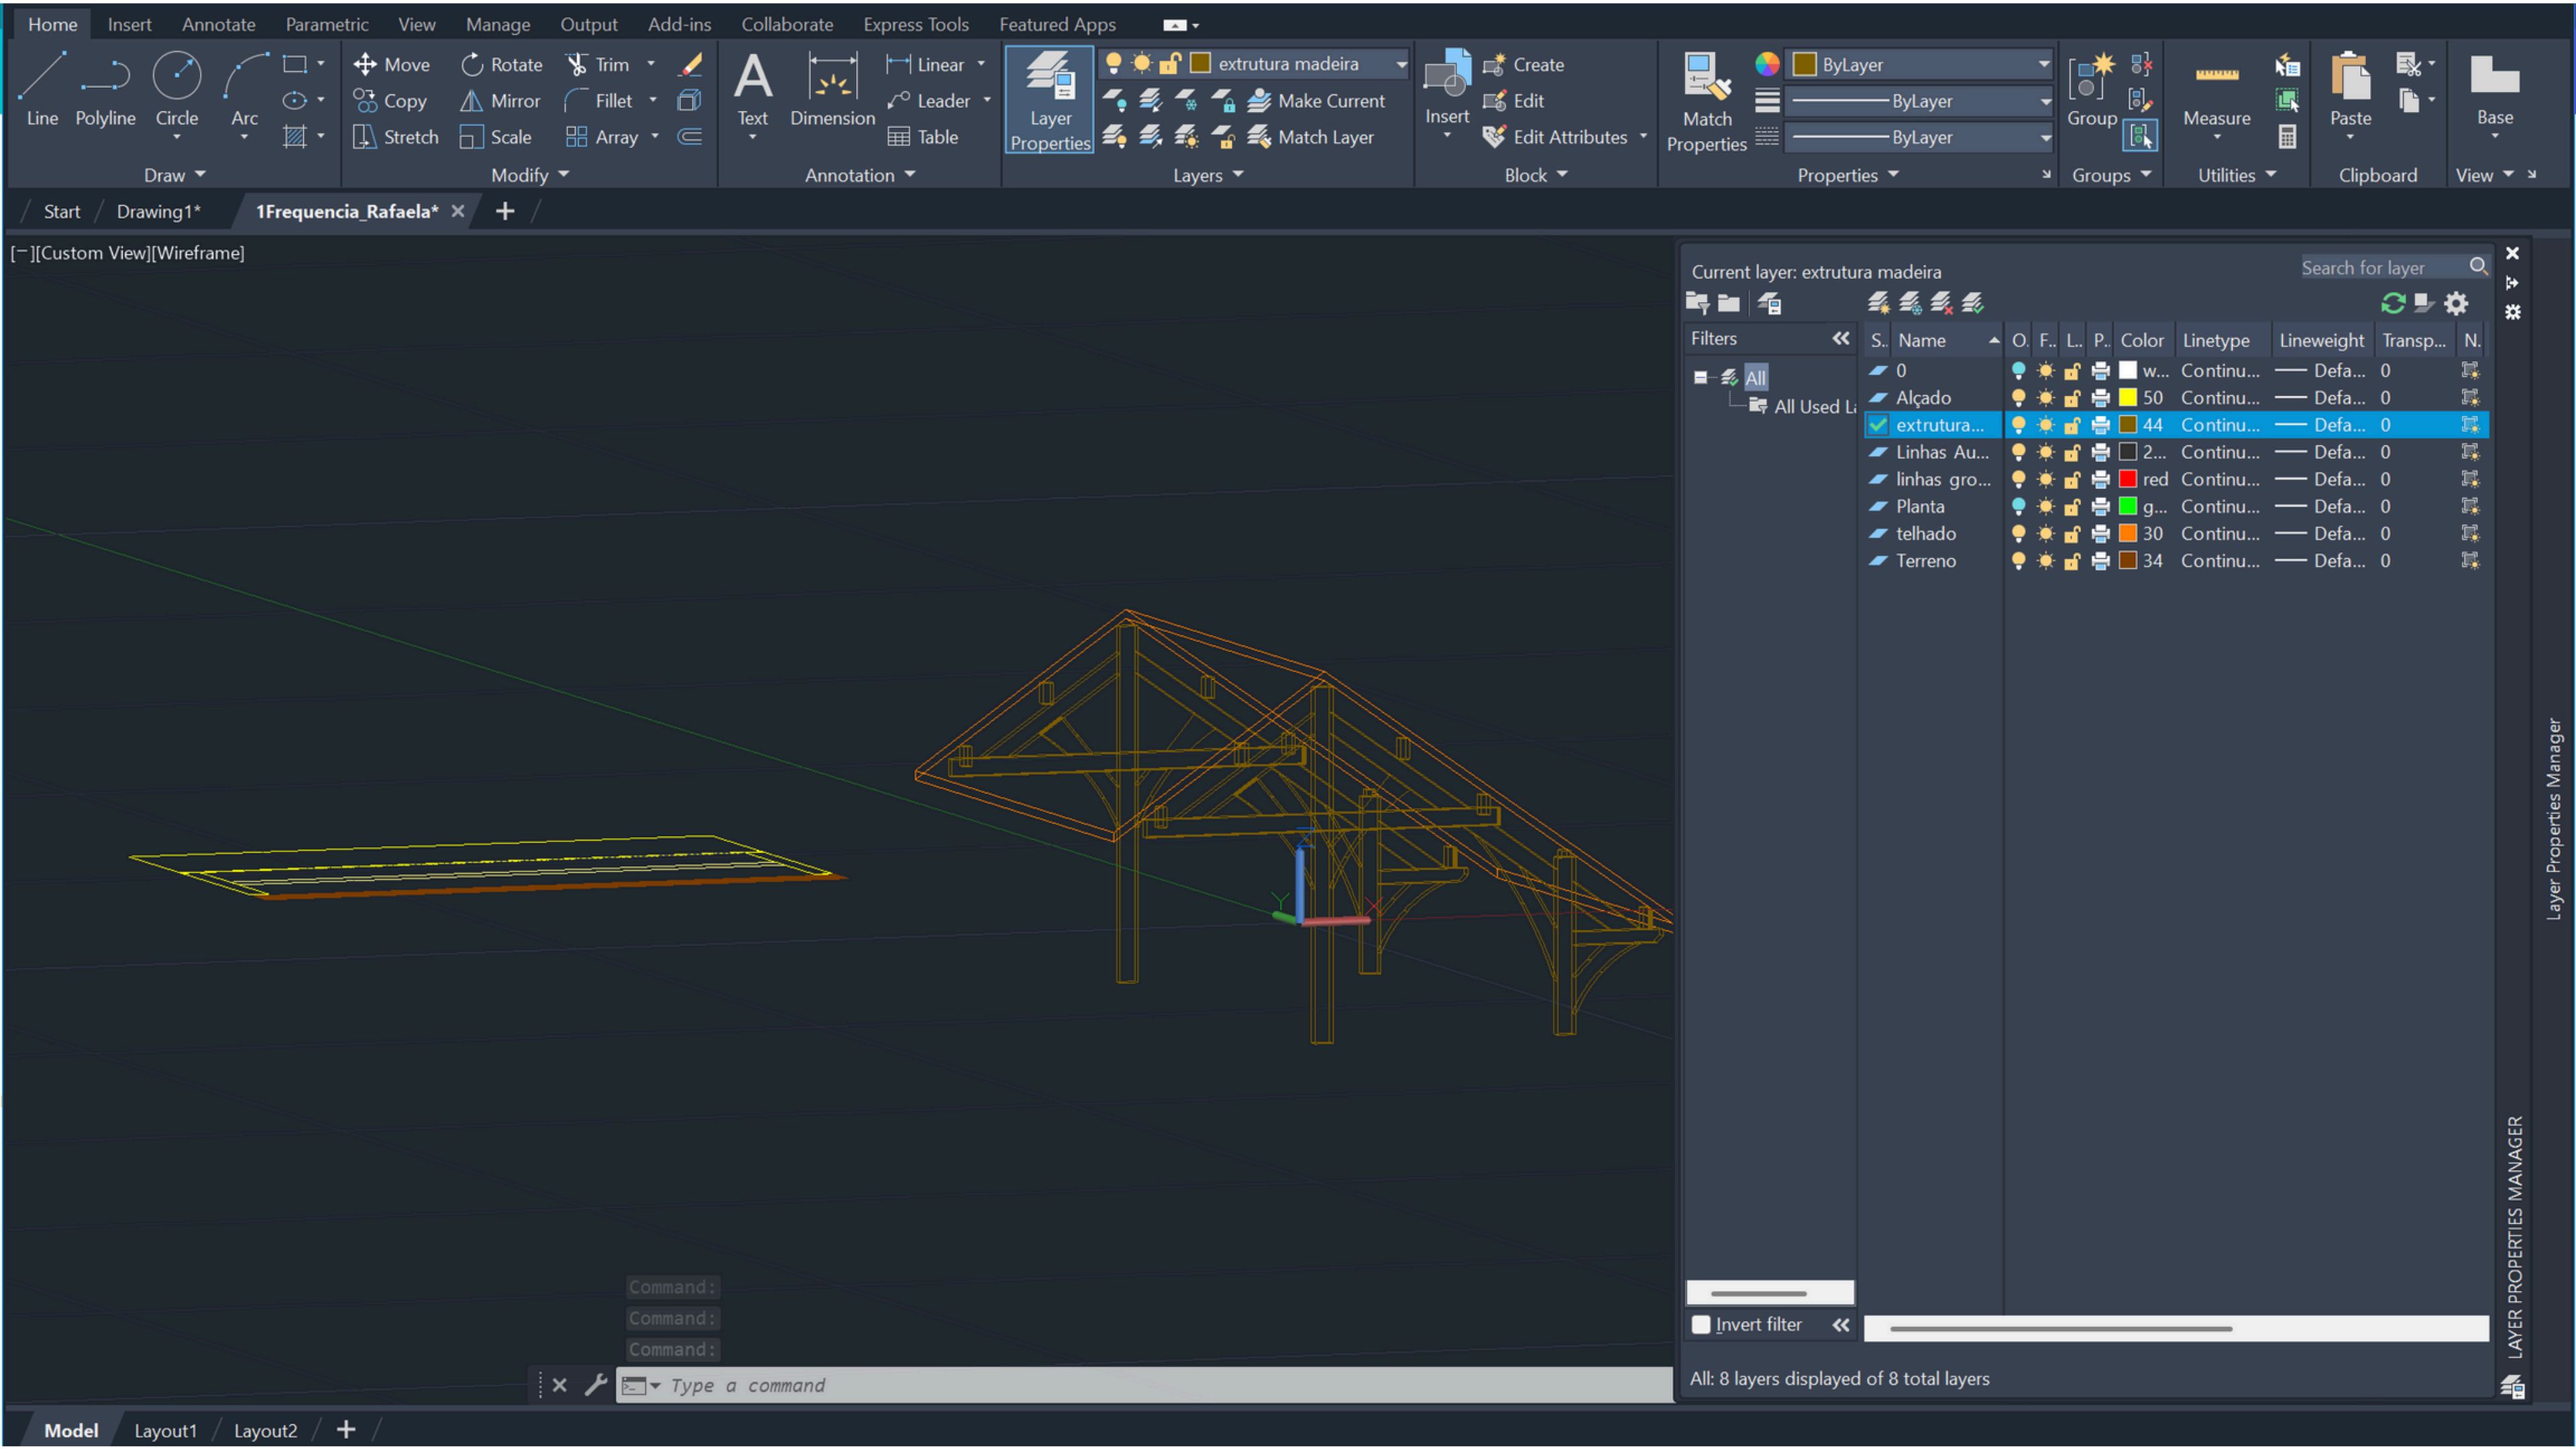 Home Insert Annotate Parametric View Manage Output Add-ins Collaborate Express Tools Featured Apps
Line Polyline Circle Arc
Draw
Move Rotate Trim
Copy Mirror Fillet
Stretch Scale Array
Modify
Text Dimension
Linear
Leader
Table
Annotation
Layer
Properties
extrutura madeira
Make Current
Match Layer
Layers
Insert
Create
Edit
Edit Attributes
Block
Match
Properties
ByLayer
ByLayer
ByLayer
Properties
Group
Groups
Measure
Utilities
Paste
Clipboard
Base
View
Start Drawing1* 1Frequencia_Rafaela*
[−][Custom View][Wireframe]
Z
Y
X
Current layer: extrutura madeira
Search for layer
Filters
All
All Used La
S.. Name O. F.. L.. P.. Color Linetype Lineweight Transp... N.
0 w... Continu... Defa... 0
Alçado 50 Continu... Defa... 0
extrutura... 44 Continu... Defa... 0
Linhas Au... 2... Continu... Defa... 0
linhas gro... red Continu... Defa... 0
Planta g... Continu... Defa... 0
telhado 30 Continu... Defa... 0
Terreno 34 Continu... Defa... 0
Layer Properties Manager
LAYER PROPERTIES MANAGER
Invert filter
All: 8 layers displayed of 8 total layers
Command:
Command:
Command:
Type a command
Model Layout1 Layout2